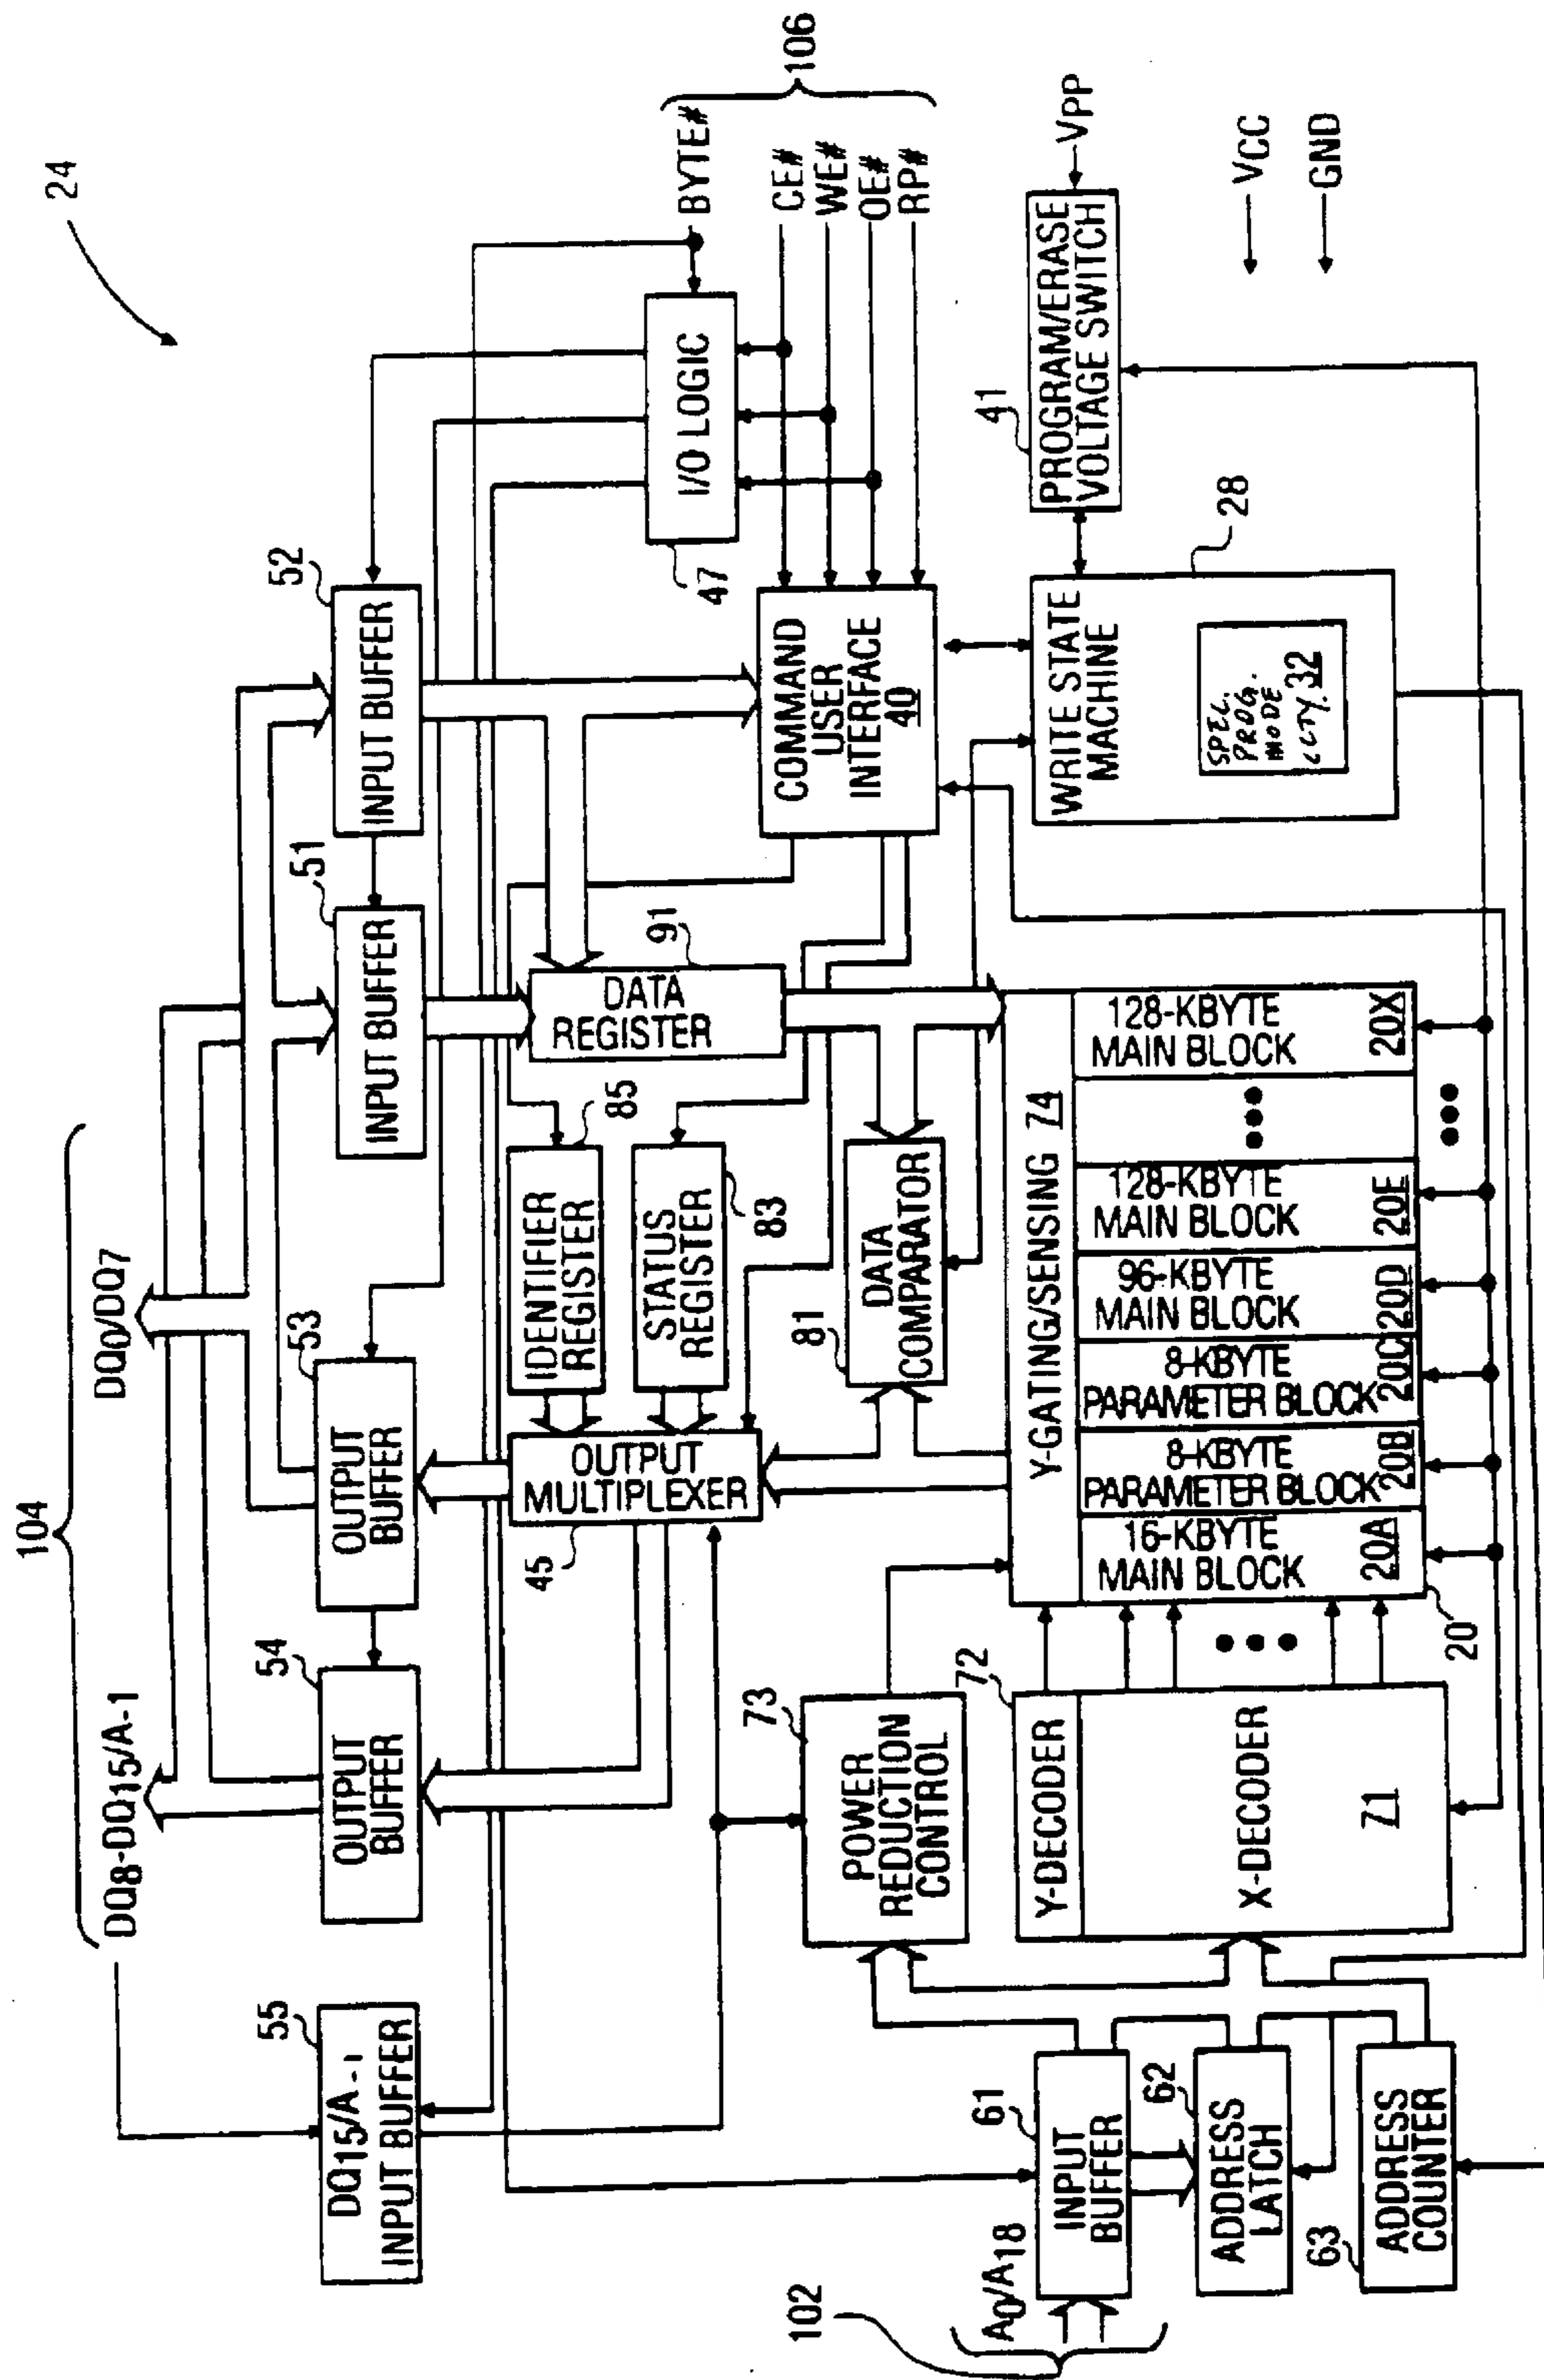 24
104
DQ8-DQ15/A-1
DQ0/DQ7
55
DQ15/A-1
INPUT BUFFER
54
OUTPUT
BUFFER
53
OUTPUT
BUFFER
51
INPUT BUFFER
52
INPUT BUFFER
BYTE#
106
CE#
WE#
OE#
RP#
I/O LOGIC
47
45
OUTPUT
MULTIPLEXER
IDENTIFIER
REGISTER
85
STATUS
REGISTER
83
DATA
REGISTER
91
COMMAND
USER
INTERFACE
40
73
POWER
REDUCTION
CONTROL
81
DATA
COMPARATOR
102
A0/A18
61
INPUT
BUFFER
62
ADDRESS
LATCH
63
ADDRESS
COUNTER
72
Y-DECODER
X-DECODER
71
Y-GATING/SENSING 74
16-KBYTE
MAIN BLOCK
20A
8-KBYTE
PARAMETER BLOCK
20B
8-KBYTE
PARAMETER BLOCK
20C
96-KBYTE
MAIN BLOCK
20D
128-KBYTE
MAIN BLOCK
20E
128-KBYTE
MAIN BLOCK
20X
20
WRITE STATE
MACHINE
28
SPEL.
PROG.
MODE
CCTY. 32
41
PROGRAM/ERASE
VOLTAGE SWITCH
VPP
VCC
GND